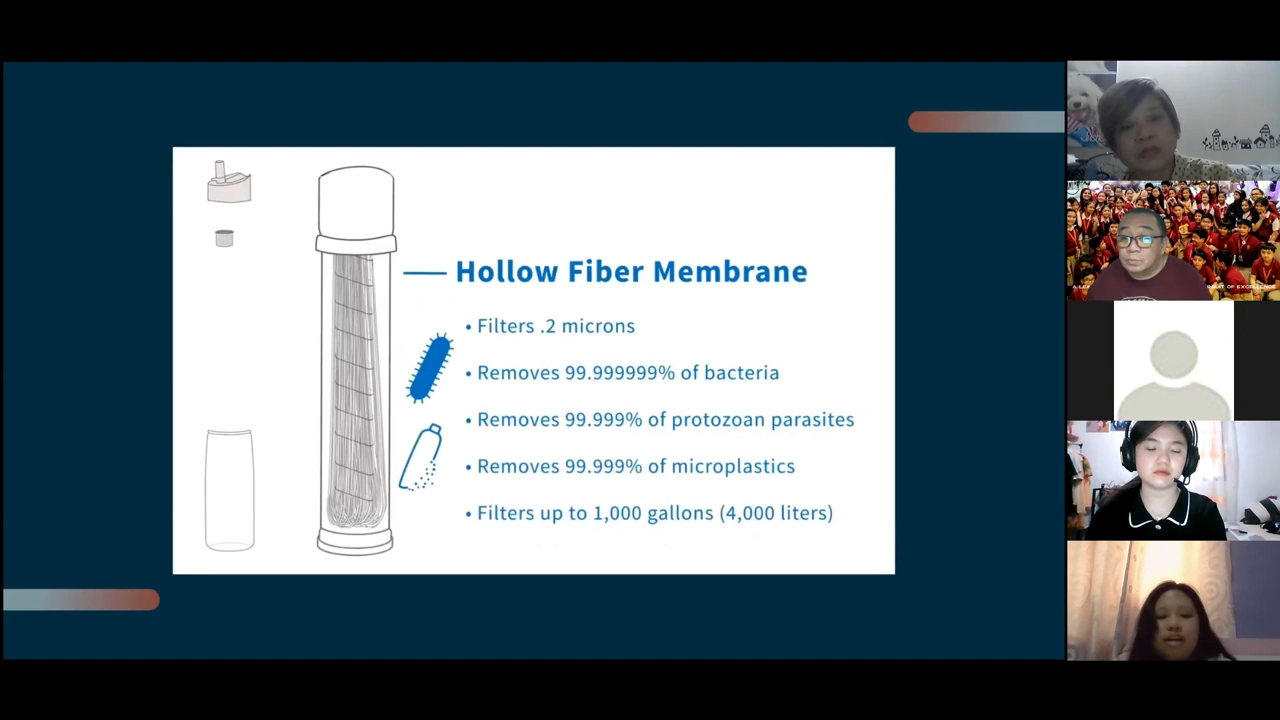 Hollow Fiber Membrane
• Filters .2 microns
• Removes 99.999999% of bacteria
• Removes 99.999% of protozoan parasites
• Removes 99.999% of microplastics
• Filters up to 1,000 gallons (4,000 liters)